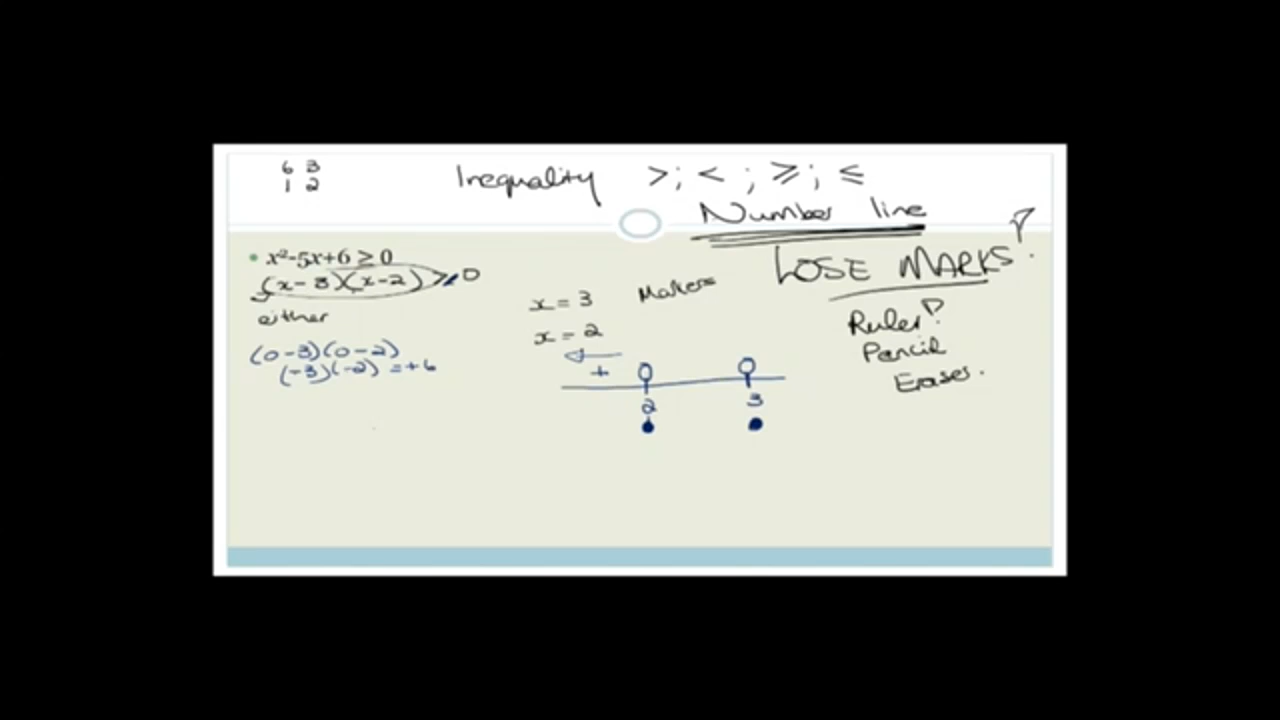 6 3
1 2
Inequality >; < ; ≥; ≤
Number line
LOSE MARKS!
• x²-5x+6 ≥ 0
(x-3)(x-2) ≥ 0
either
(0-3)(0-2)
(-3)(-2) = +6
x = 3
x = 2
Makers
+
2 3
Ruler!
Pencil
Eraser.